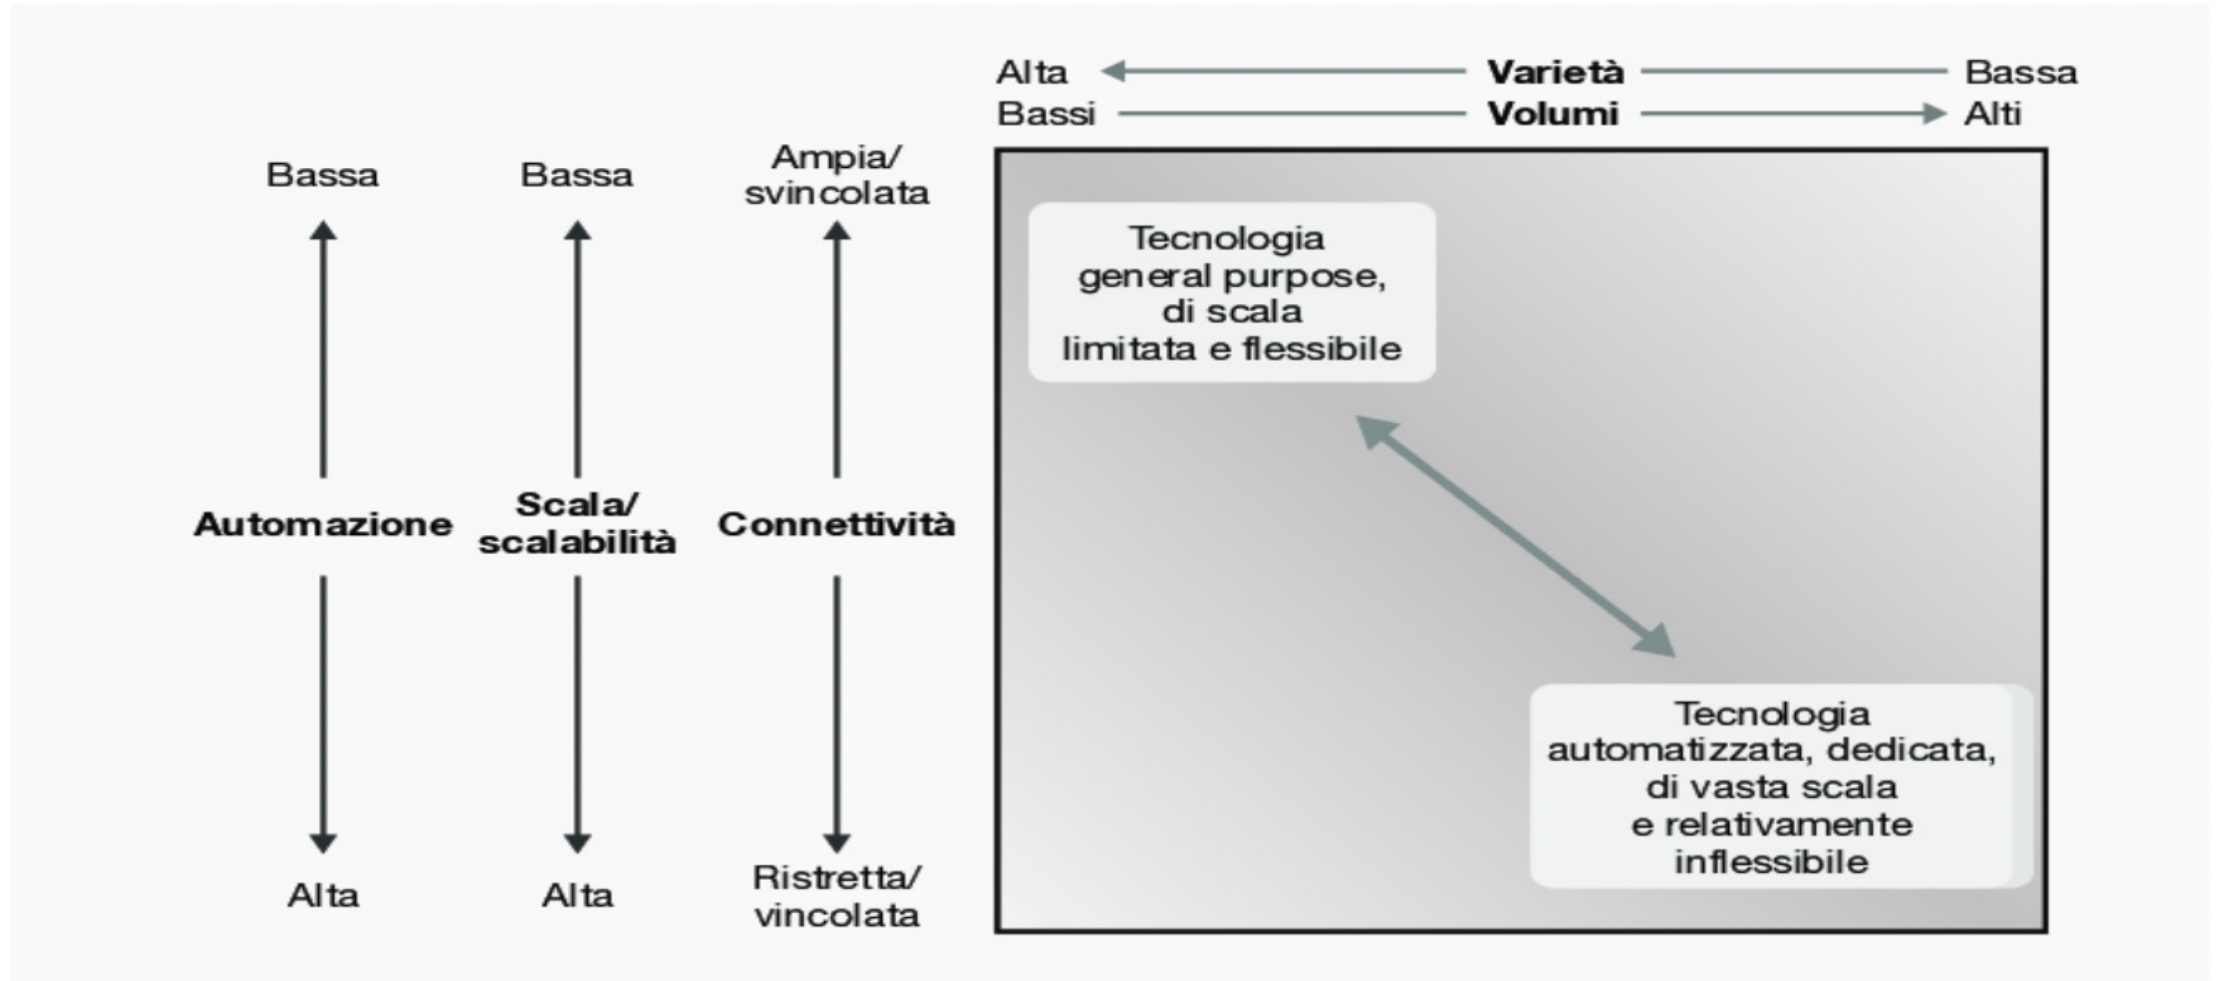 Alta Varietà Bassa
Bassi Volumi Alti
Bassa
Bassa
Ampia/
svincolata
Automazione
Scala/
scalabilità
Connettività
Alta
Alta
Ristretta/
vincolata
Tecnologia
general purpose,
di scala
limitata e flessibile
Tecnologia
automatizzata, dedicata,
di vasta scala
e relativamente
inflessibile